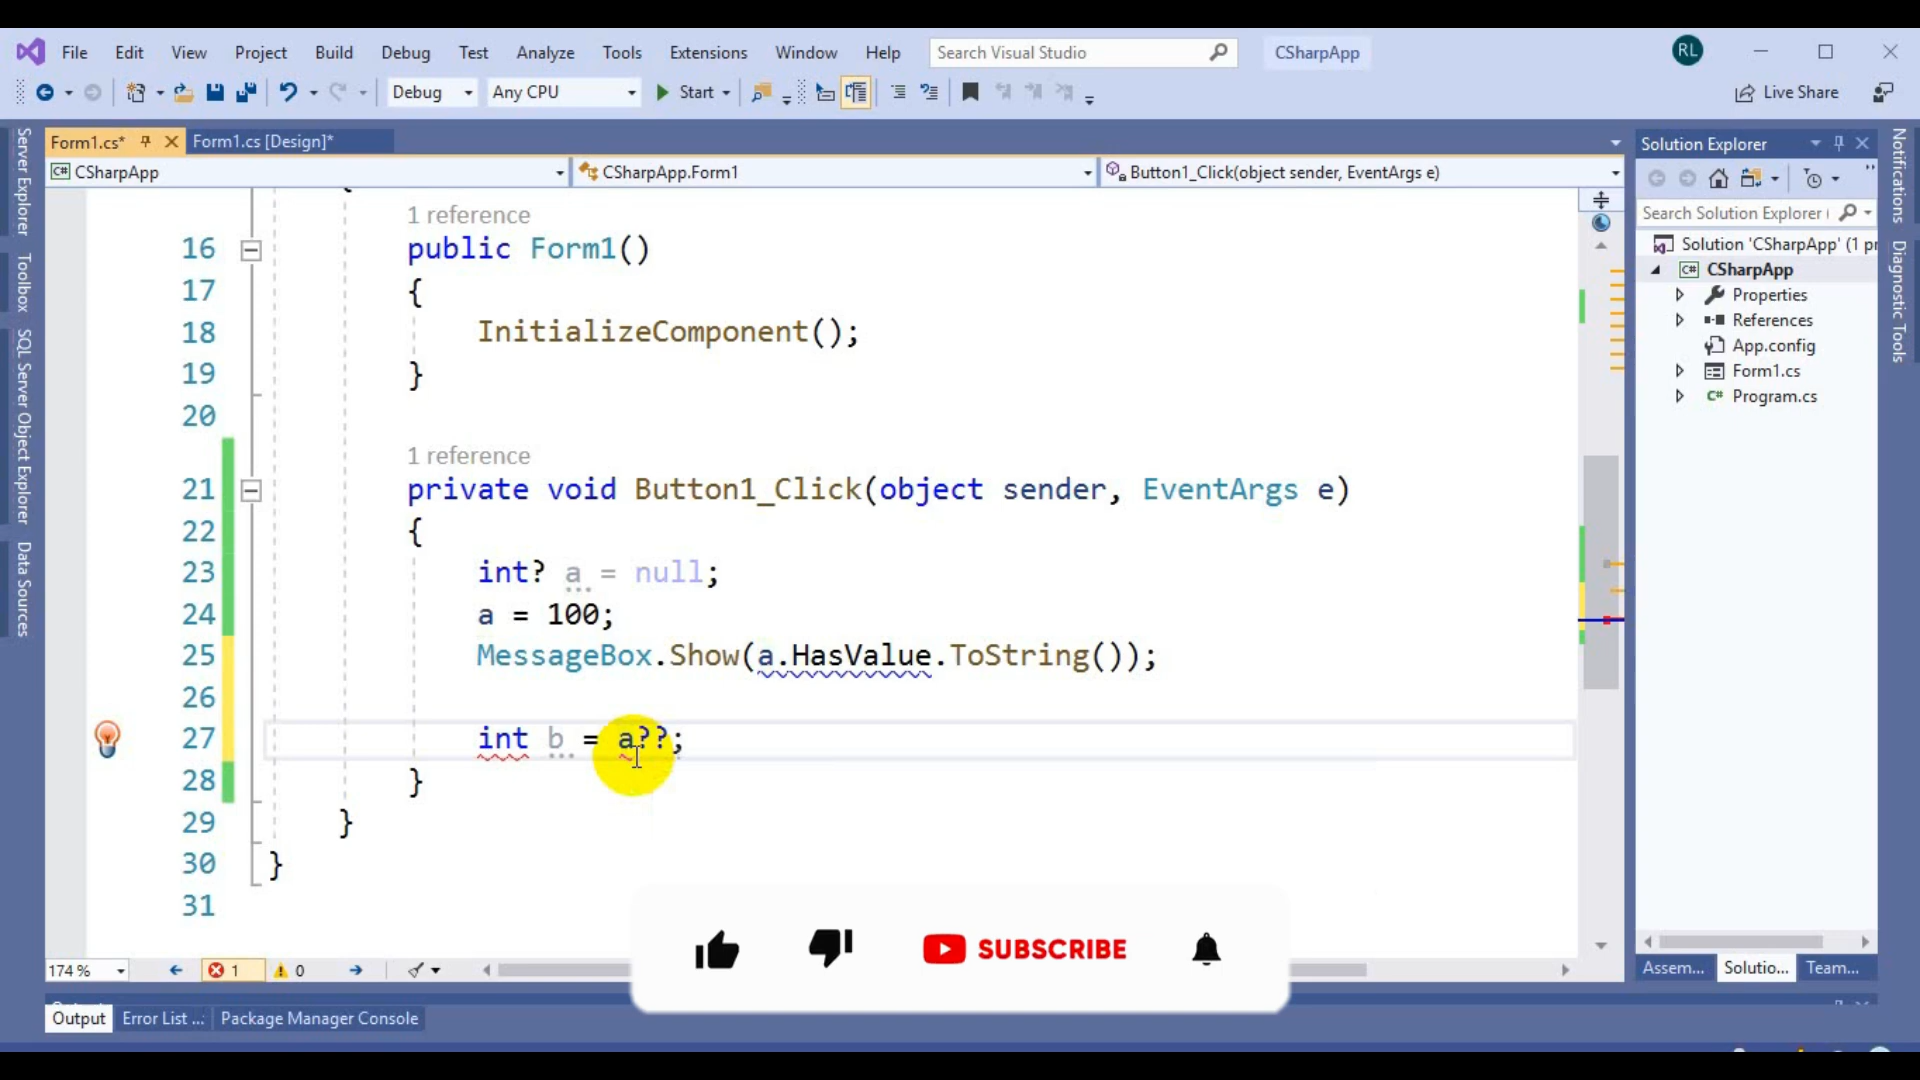 File Edit View Project Build Debug Test Analyze Tools Extensions Window Help Search Visual Studio CSharpApp RL
Debug Any CPU Start Live Share
Form1.cs* Form1.cs [Design]*
CSharpApp CSharpApp.Form1 Button1_Click(object sender, EventArgs e)
Server Explorer
Toolbox
SQL Server Object Explorer
Data Sources
1 reference
16 public Form1()
17 {
18 InitializeComponent();
19 }
20
1 reference
21 private void Button1_Click(object sender, EventArgs e)
22 {
23 int? a = null;
24 a = 100;
25 MessageBox.Show(a.HasValue.ToString());
26
27 int b = a??;
28 }
29 }
30 }
31
Solution Explorer
Search Solution Explorer (
Solution 'CSharpApp' (1 pr
C# CSharpApp
Properties
References
App.config
Form1.cs
C# Program.cs
Notifications
Diagnostic Tools
SUBSCRIBE
174 % 1 0
Assem... Solutio... Team...
Output Error List ... Package Manager Console